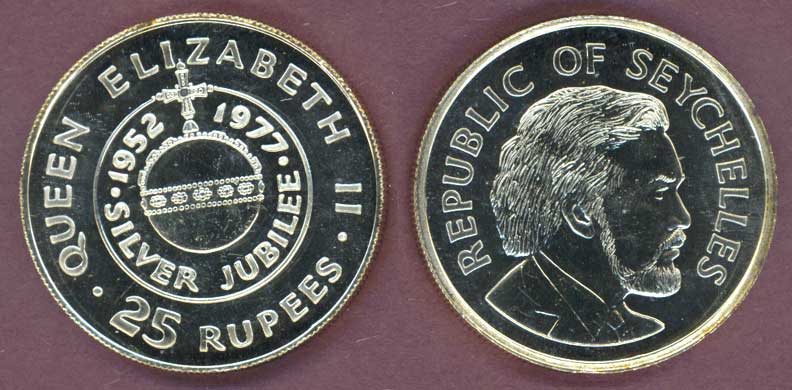 QUEEN ELIZABETH II
1952 1977
SILVER JUBILEE
25 RUPEES
REPUBLIC OF SEYCHELLES